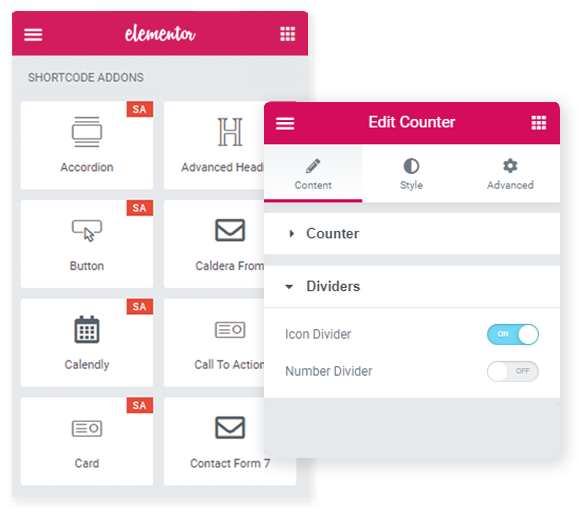 elementor
SHORTCODE ADDONS
SA
Accordion
Advanced Head
SA
Button
Caldera From
SA
Calendly
Call To Action
SA
Card
Contact Form 7
Edit Counter
Content
Style
Advanced
Counter
Dividers
Icon Divider
ON
Number Divider
OFF